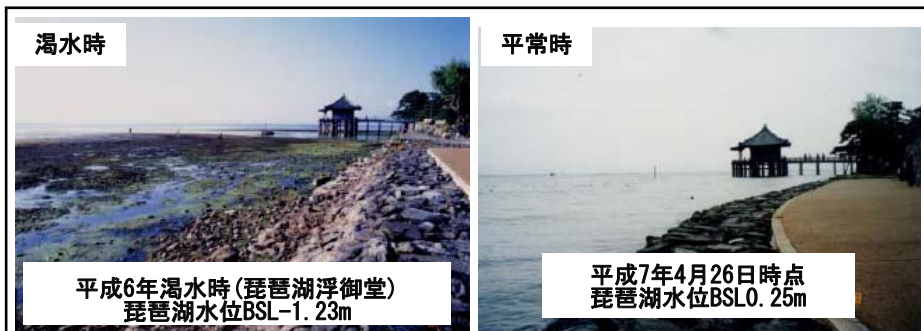 渇水時
平成6年渇水時(琵琶湖浮御堂)
琵琶湖水位BSL-1.23m
平常時
平成7年4月26日時点
琵琶湖水位BSL0.25m